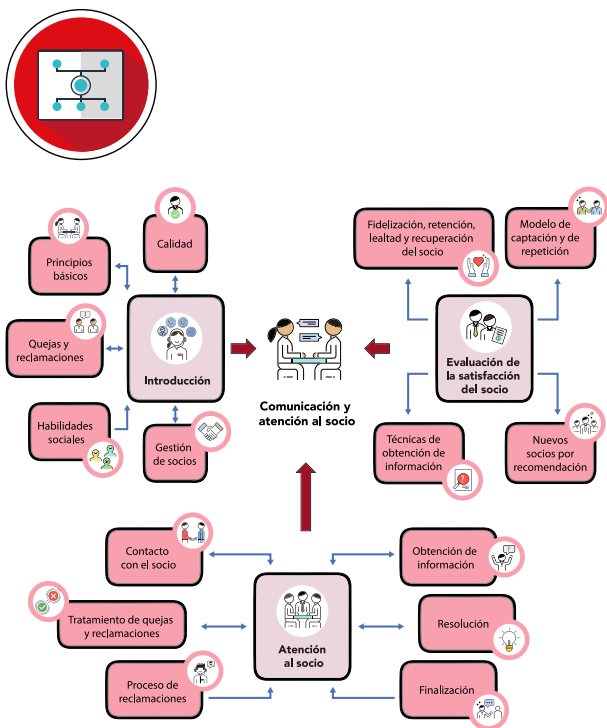 Calidad
Principios
básicos
Quejas y
reclamaciones
Habilidades
sociales
Gestión
de socios
Introducción
Comunicación y
atención al socio
Fidelización, retención,
lealtad y recuperación
del socio
Modelo de
captación y de
repetición
Evaluación de
la satisfacción
del socio
Técnicas de
obtención de
información
Nuevos
socios por
recomendación
Contacto
con el socio
Tratamiento de quejas
y reclamaciones
Proceso de
reclamaciones
Atención
al socio
Obtención de
información
Resolución
Finalización